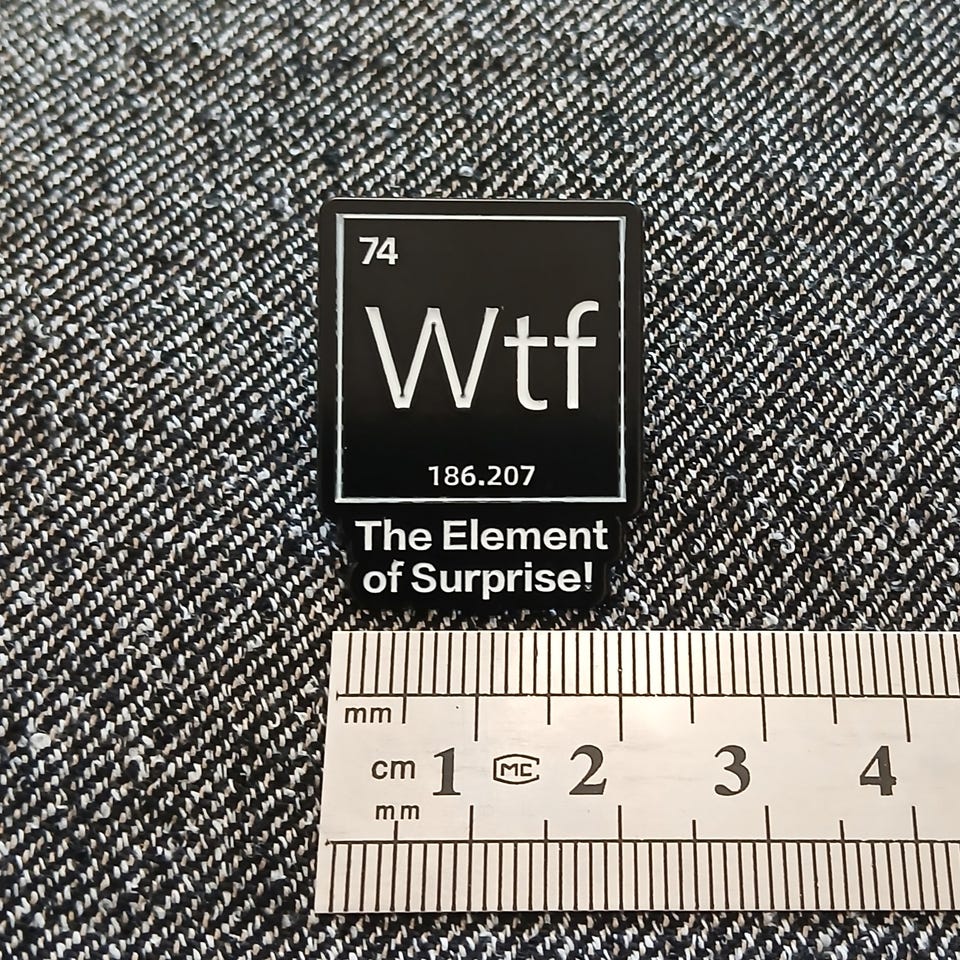 74
Wtf
186.207
The Element
of Surprise!
mm
cm 1 MC 2 3 4
mm